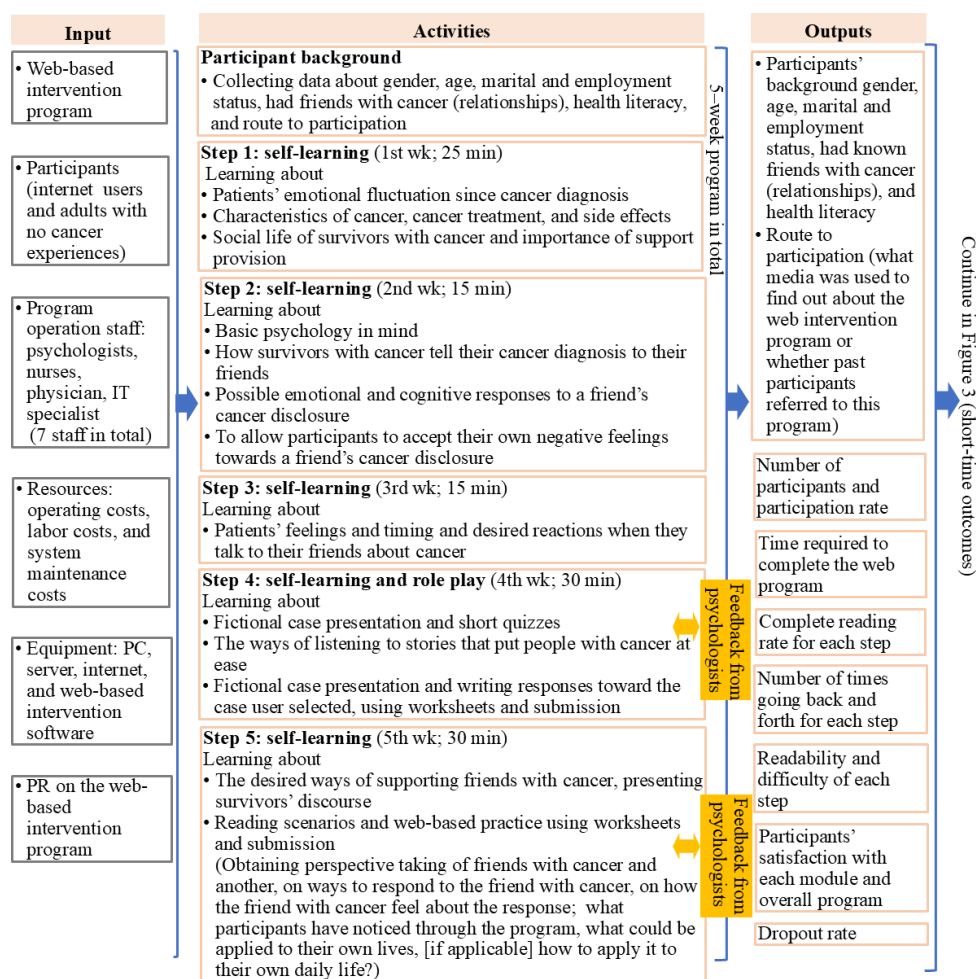 Input
• Web-based
intervention
program
• Participants
(internet users
and adults with
no cancer
experiences)
• Program
operation staff:
psychologists,
nurses,
physician, IT
specialist
(7 staff in total)
• Resources:
operating costs,
labor costs, and
system
maintenance
costs
• Equipment: PC,
server, internet,
and web-based
intervention
software
• PR on the web-
based
intervention
program
Activities
Participant background
• Collecting data about gender, age, marital and employment
status, had friends with cancer (relationships), health literacy,
and route to participation
Step 1: self-learning (1st wk; 25 min)
Learning about
• Patients’ emotional fluctuation since cancer diagnosis
• Characteristics of cancer, cancer treatment, and side effects
• Social life of survivors with cancer and importance of support
provision
Step 2: self-learning (2nd wk; 15 min)
Learning about
• Basic psychology in mind
• How survivors with cancer tell their cancer diagnosis to their
friends
• Possible emotional and cognitive responses to a friend’s
cancer disclosure
• To allow participants to accept their own negative feelings
towards a friend’s cancer disclosure
Step 3: self-learning (3rd wk; 15 min)
Learning about
• Patients’ feelings and timing and desired reactions when they
talk to their friends about cancer
Step 4: self-learning and role play (4th wk; 30 min)
Learning about
• Fictional case presentation and short quizzes
• The ways of listening to stories that put people with cancer at
ease
• Fictional case presentation and writing responses toward the
case user selected, using worksheets and submission
Step 5: self-learning (5th wk; 30 min)
Learning about
• The desired ways of supporting friends with cancer, presenting
survivors’ discourse
• Reading scenarios and web-based practice using worksheets
and submission
(Obtaining perspective taking of friends with cancer and
another, on ways to respond to the friend with cancer, on how
the friend with cancer feel about the response; what
participants have noticed through the program, what could be
applied to their own lives, [if applicable] how to apply it to
their own daily life?)
5–week program in total
Feedback from
psychologists
Feedback from
psychologists
Outputs
• Participants’
background gender,
age, marital and
employment
status, had known
friends with cancer
(relationships), and
health literacy
• Route to
participation (what
media was used to
find out about the
web intervention
program or
whether past
participants
referred to this
program)
Number of
participants and
participation rate
Time required to
complete the web
program
Complete reading
rate for each step
Number of times
going back and
forth for each step
Readability and
difficulty of each
step
Participants’
satisfaction with
each module and
overall program
Dropout rate
Continue in Figure 3 (short-time outcomes)